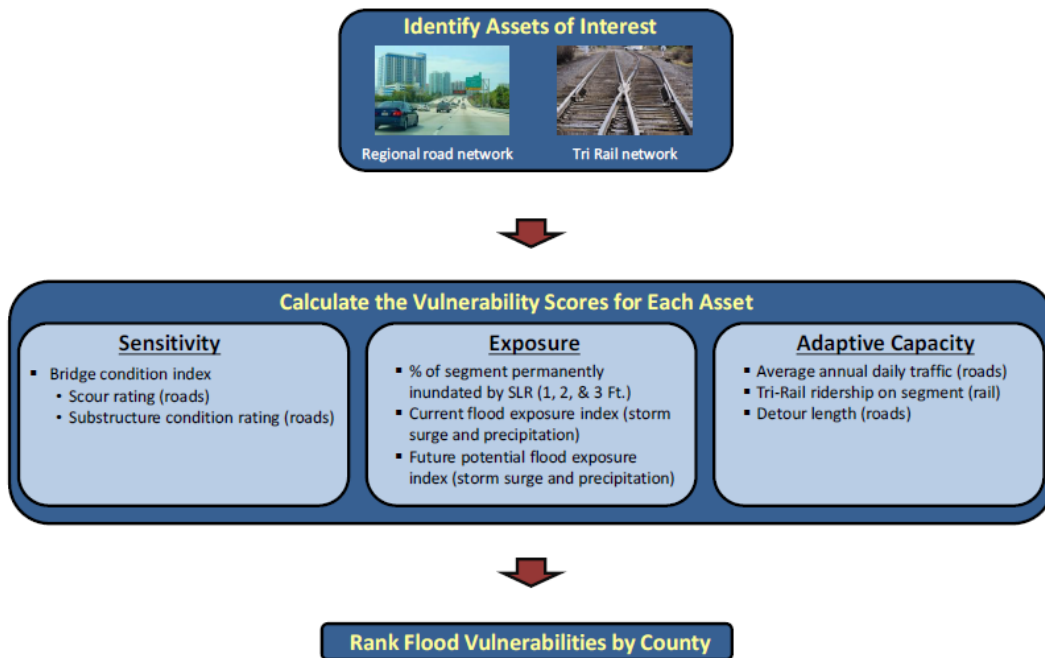 Identify Assets of Interest
Regional road network
Tri Rail network
Calculate the Vulnerability Scores for Each Asset
Sensitivity
▪ Bridge condition index
• Scour rating (roads)
• Substructure condition rating (roads)
Exposure
▪ % of segment permanently
inundated by SLR (1, 2, & 3 Ft.)
▪ Current flood exposure index (storm
surge and precipitation)
▪ Future potential flood exposure
index (storm surge and precipitation)
Adaptive Capacity
▪ Average annual daily traffic (roads)
▪ Tri-Rail ridership on segment (rail)
▪ Detour length (roads)
Rank Flood Vulnerabilities by County